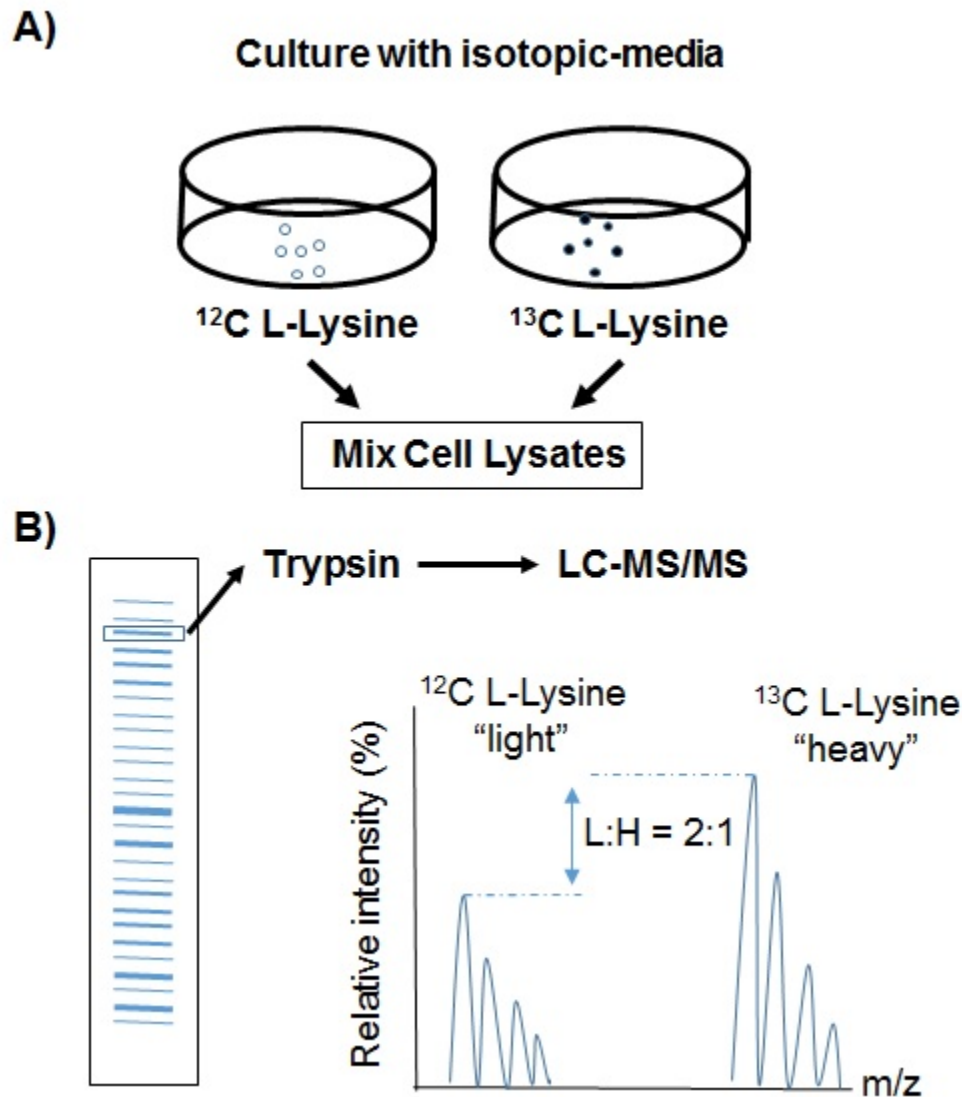 A)
Culture with isotopic-media
¹²C L-Lysine
¹³C L-Lysine
Mix Cell Lysates
B)
Trypsin
LC-MS/MS
¹²C L-Lysine
“light”
¹³C L-Lysine
“heavy”
L:H = 2:1
Relative intensity (%)
m/z